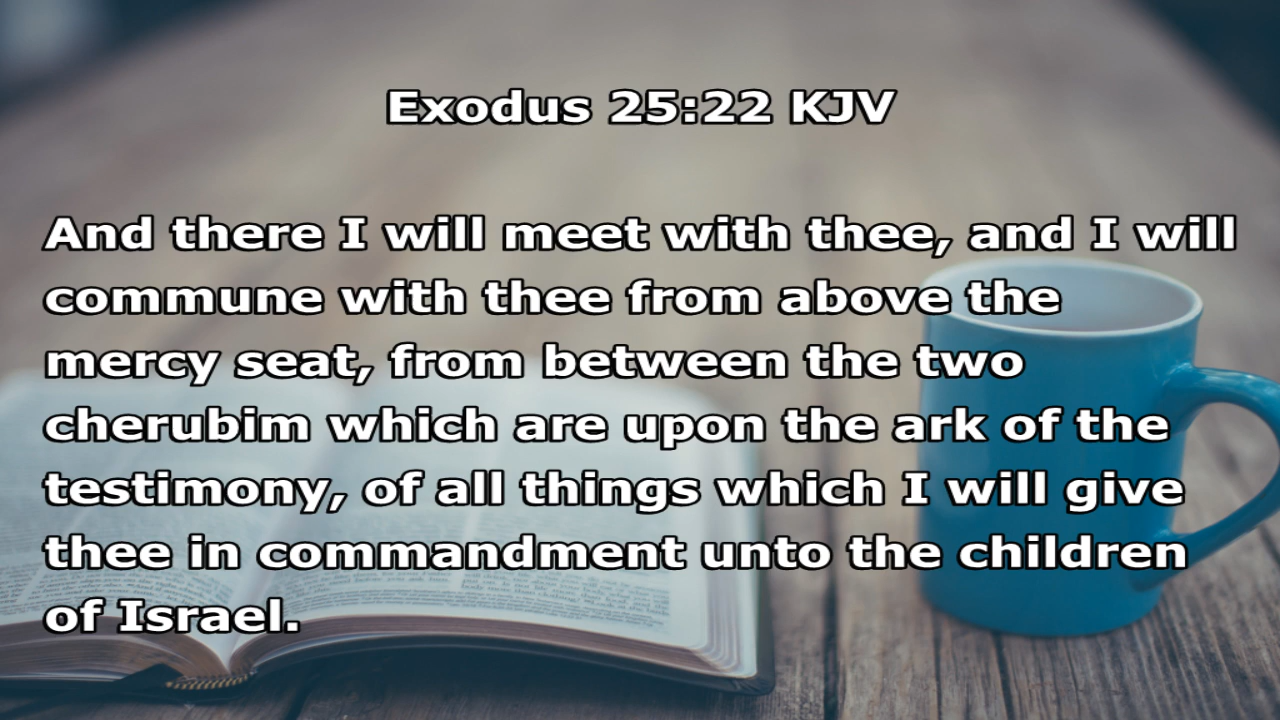 Exodus 25:22 KJV
And there I will meet with thee, and I will
commune with thee from above the
mercy seat, from between the two
cherubim which are upon the ark of the
testimony, of all things which I will give
thee in commandment unto the children
of Israel.